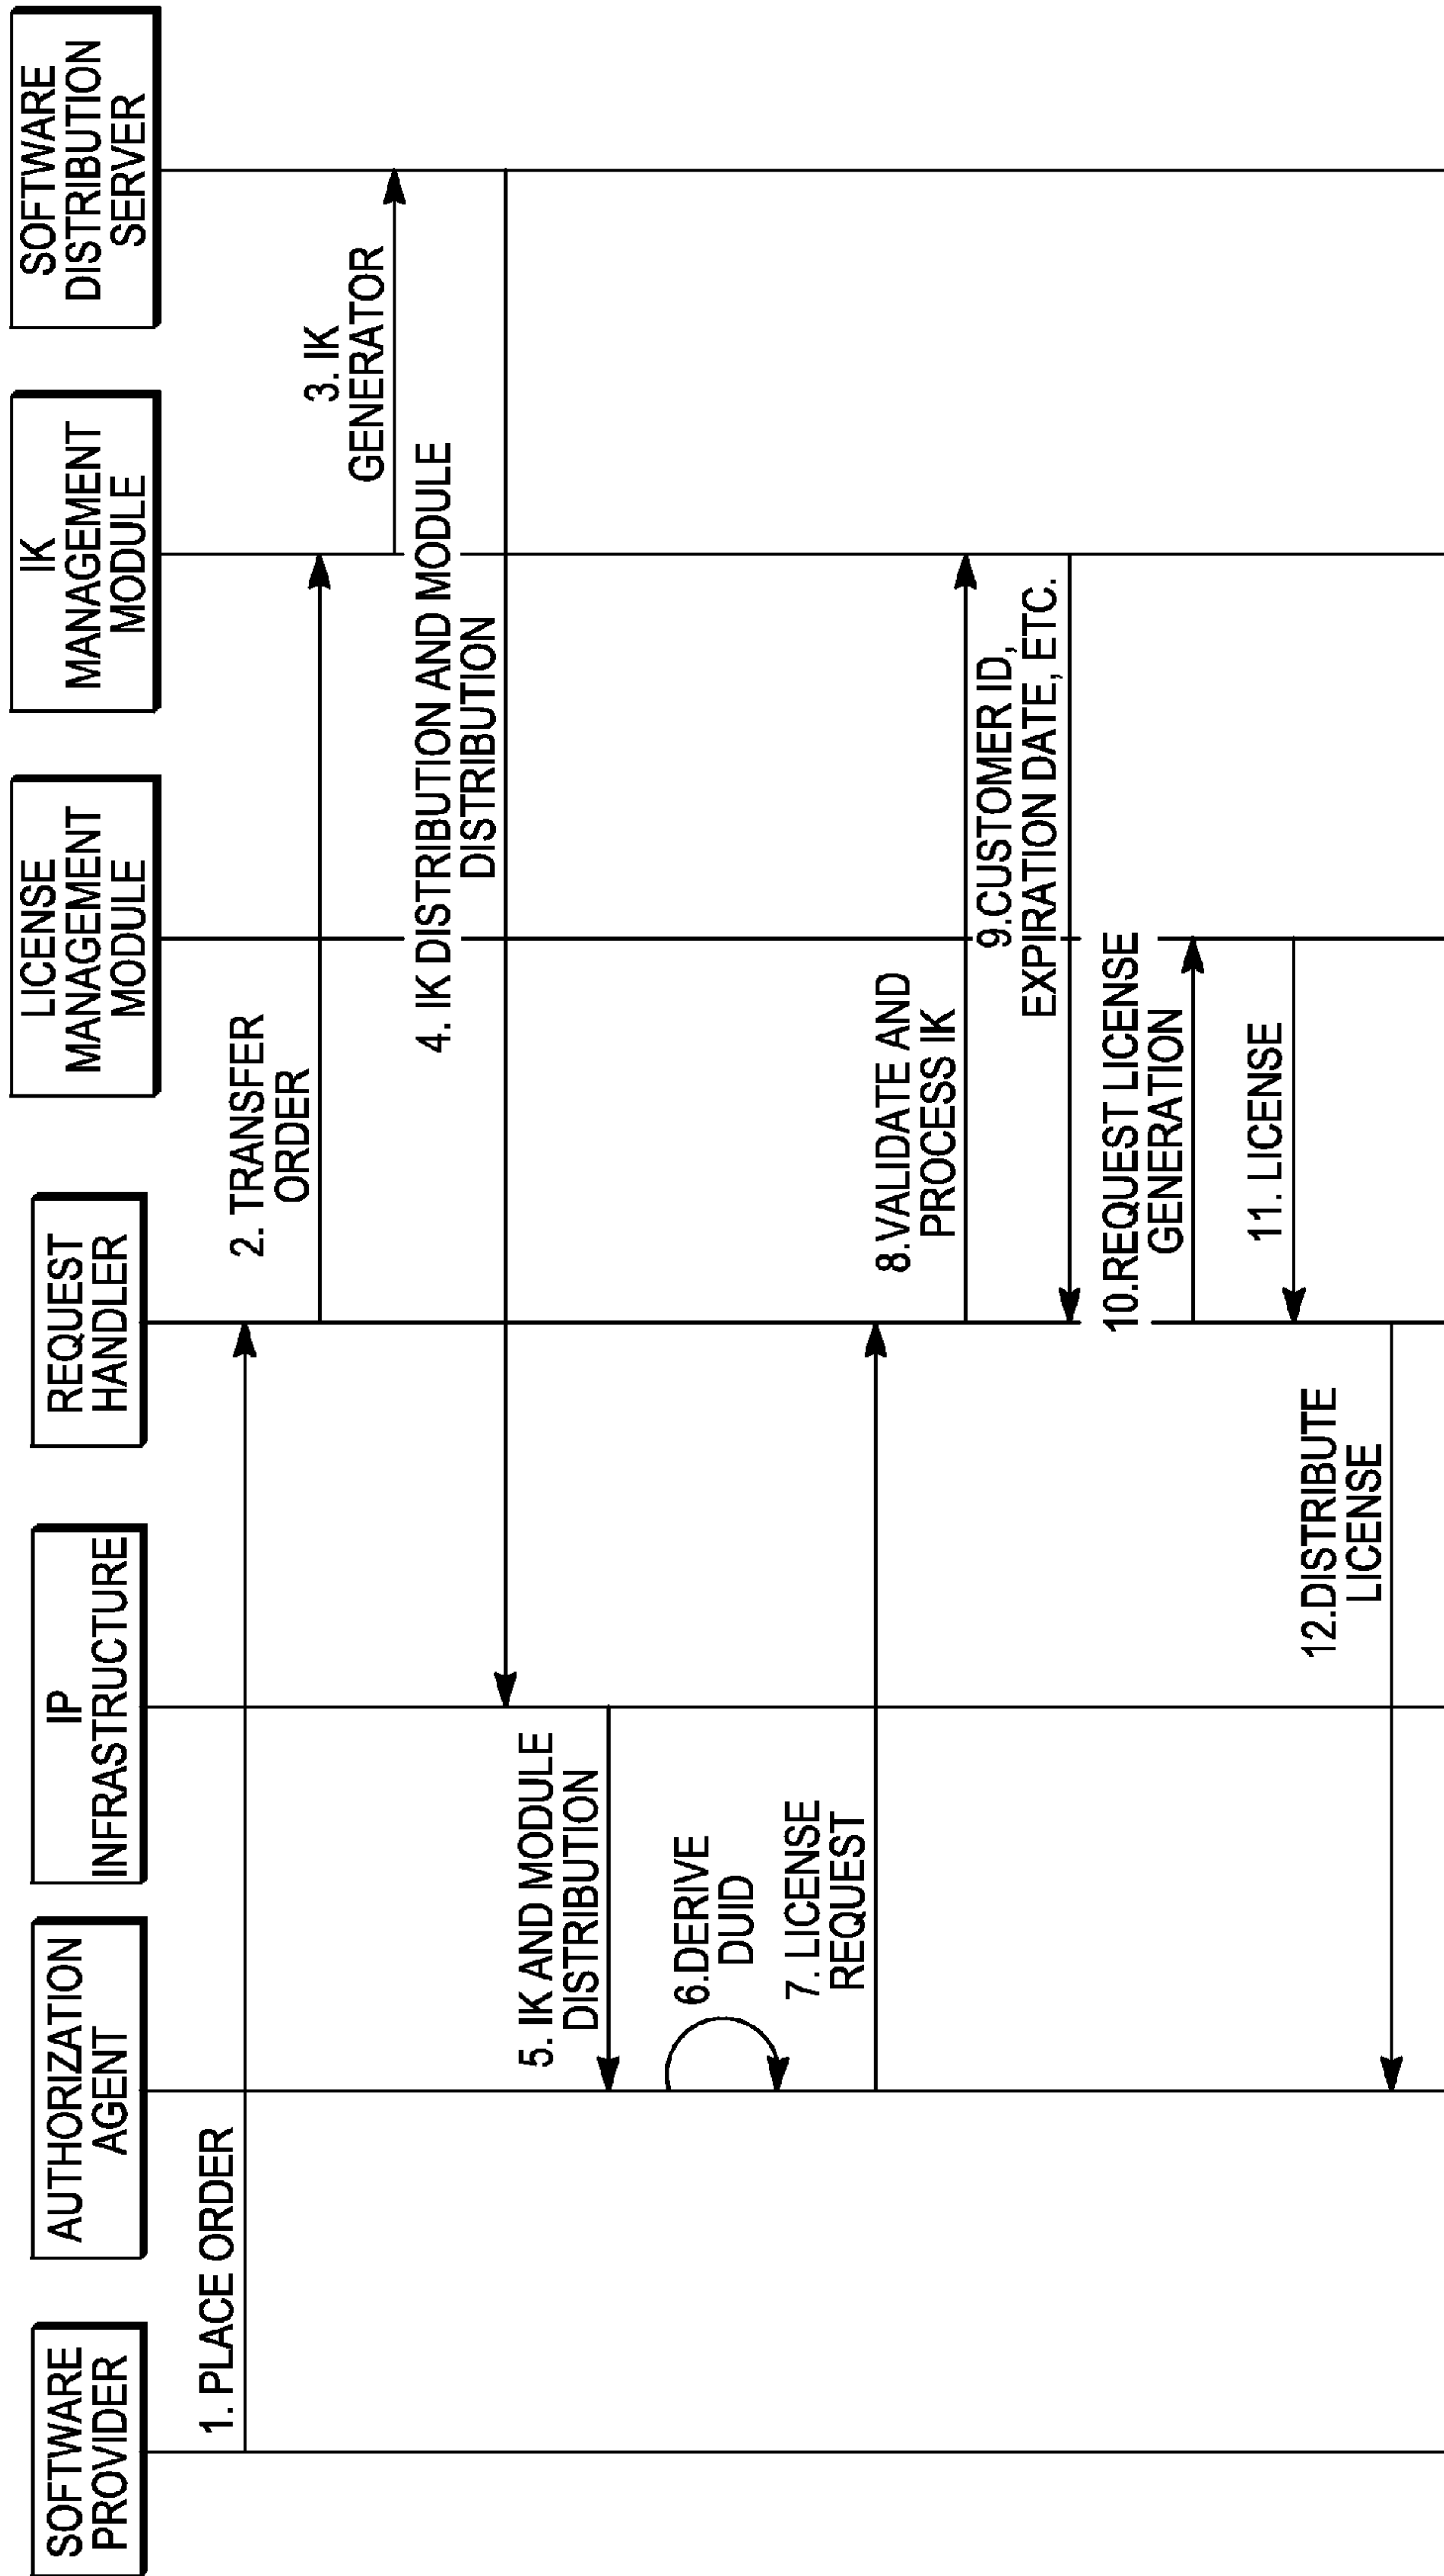 SOFTWARE
PROVIDER
AUTHORIZATION
AGENT
IP
INFRASTRUCTURE
REQUEST
HANDLER
LICENSE
MANAGEMENT
MODULE
IK
MANAGEMENT
MODULE
SOFTWARE
DISTRIBUTION
SERVER
1. PLACE ORDER
2. TRANSFER
ORDER
3. IK
GENERATOR
4. IK DISTRIBUTION AND MODULE
DISTRIBUTION
5. IK AND MODULE
DISTRIBUTION
6.DERIVE
DUID
7. LICENSE
REQUEST
8.VALIDATE AND
PROCESS IK
9.CUSTOMER ID,
EXPIRATION DATE, ETC.
10.REQUEST LICENSE
GENERATION
11. LICENSE
12.DISTRIBUTE
LICENSE